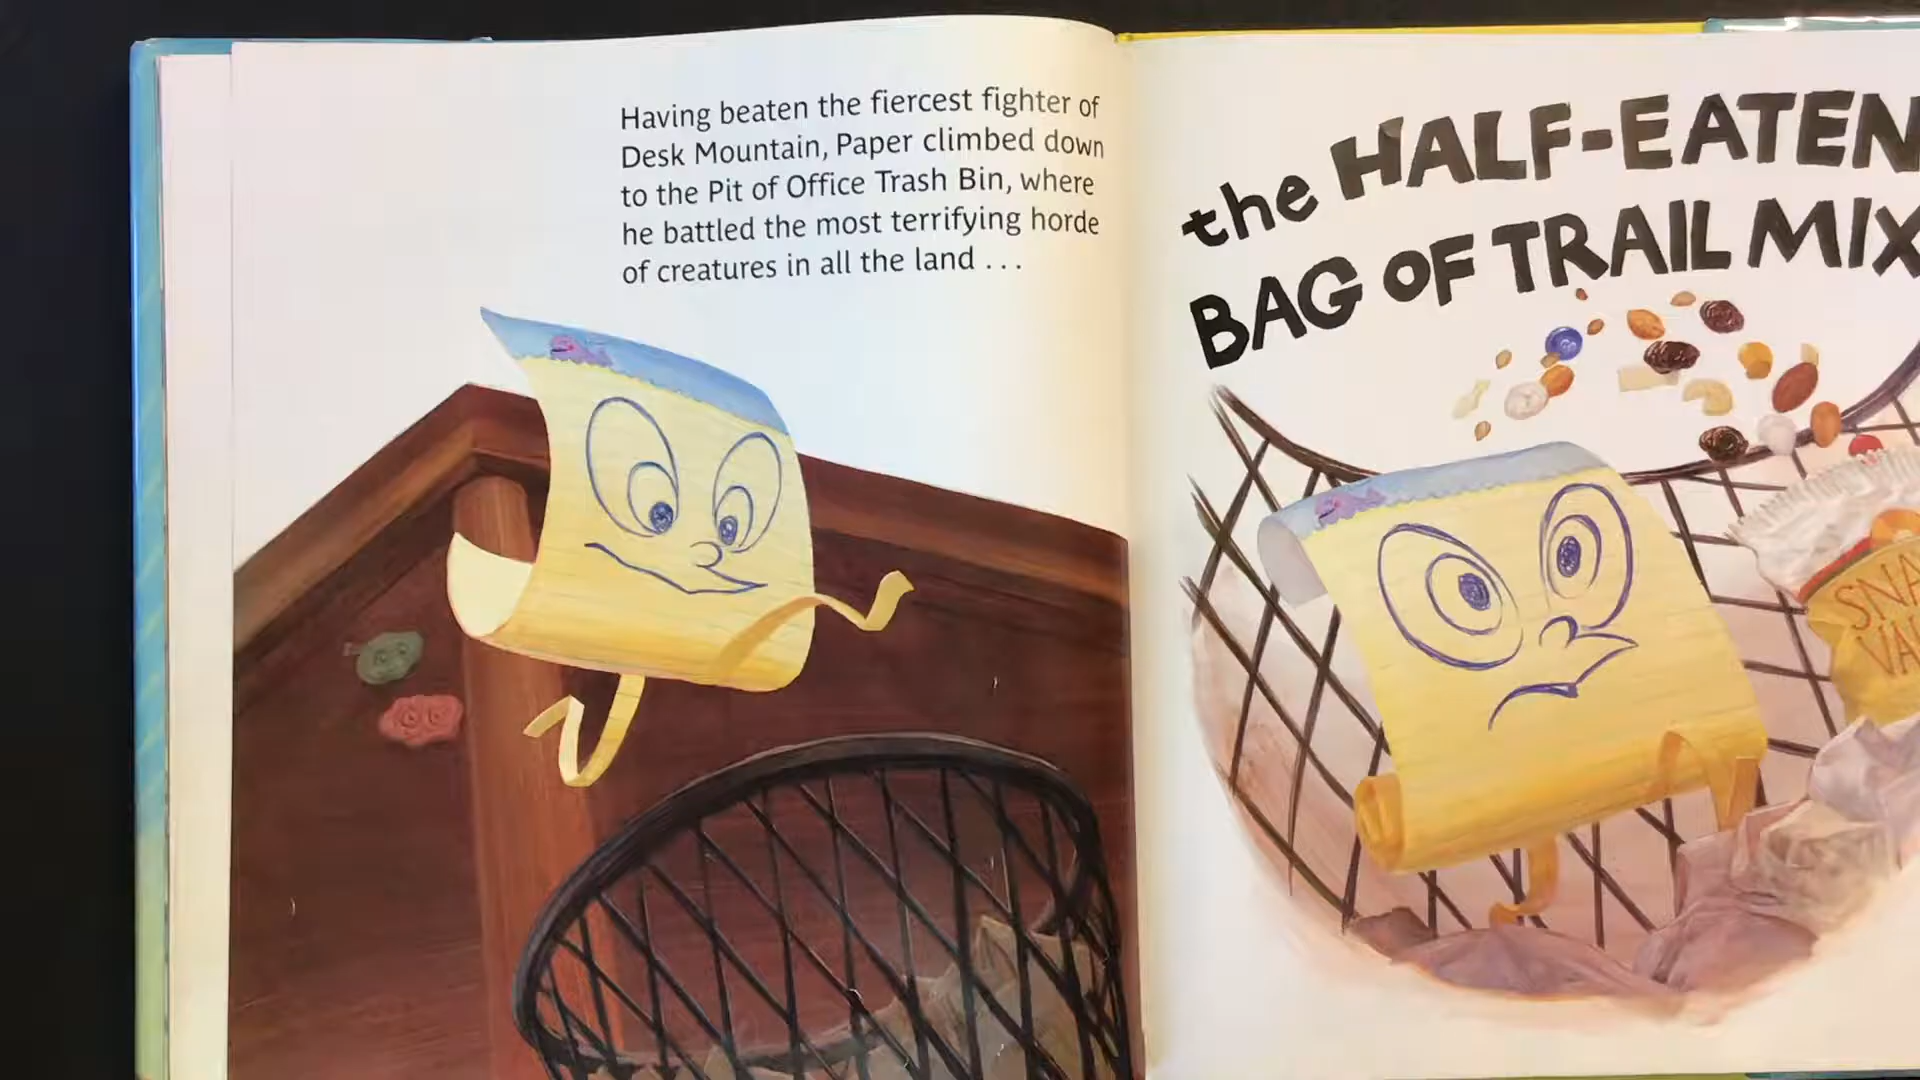 Having beaten the fiercest fighter of
Desk Mountain, Paper climbed down
to the Pit of Office Trash Bin, where
he battled the most terrifying horde
of creatures in all the land . . .
the HALF-EATEN
BAG OF TRAIL MIX
SNA
VA